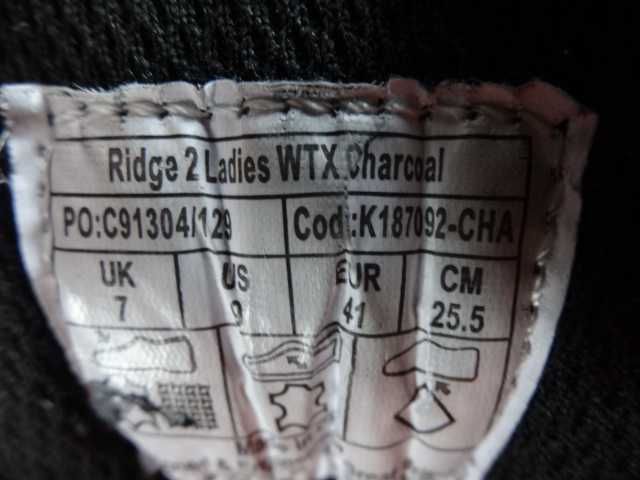 Ridge 2 Ladies WTX Charcoal
PO:C91304/129 Code:K187092-CHA
UK US EUR CM
7 9 41 25.5